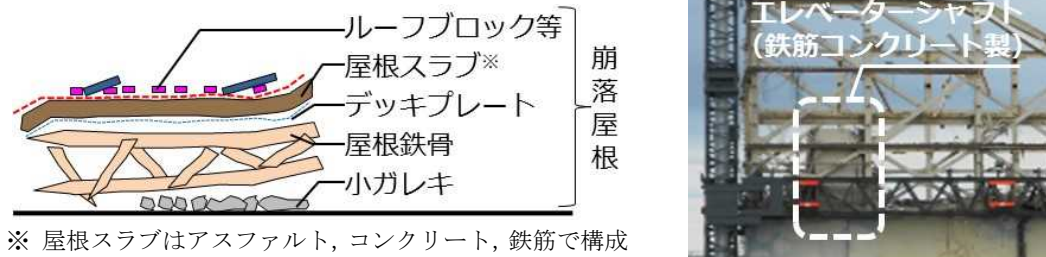 ルーフブロック等
屋根スラブ※
デッキプレート
屋根鉄骨
小ガレキ
崩落屋根
※ 屋根スラブはアスファルト, コンクリート, 鉄筋で構成
エレベーターシャフト
(鉄筋コンクリート製)